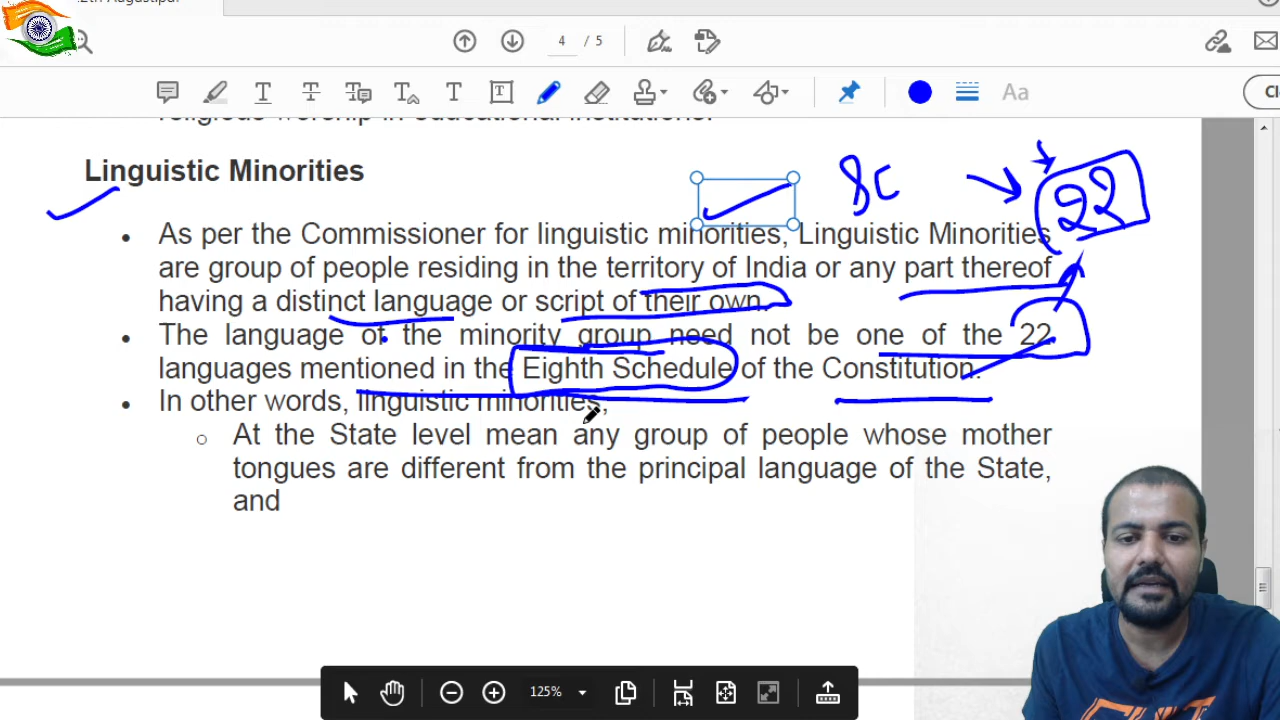 4 / 5
Aa
Linguistic Minorities
SC
22
• As per the Commissioner for linguistic minorities, Linguistic Minorities
are group of people residing in the territory of India or any part thereof
having a distinct language or script of their own.
• The language of the minority group need not be one of the 22
languages mentioned in the Eighth Schedule of the Constitution.
• In other words, linguistic minorities,
o At the State level mean any group of people whose mother
tongues are different from the principal language of the State,
and
125%